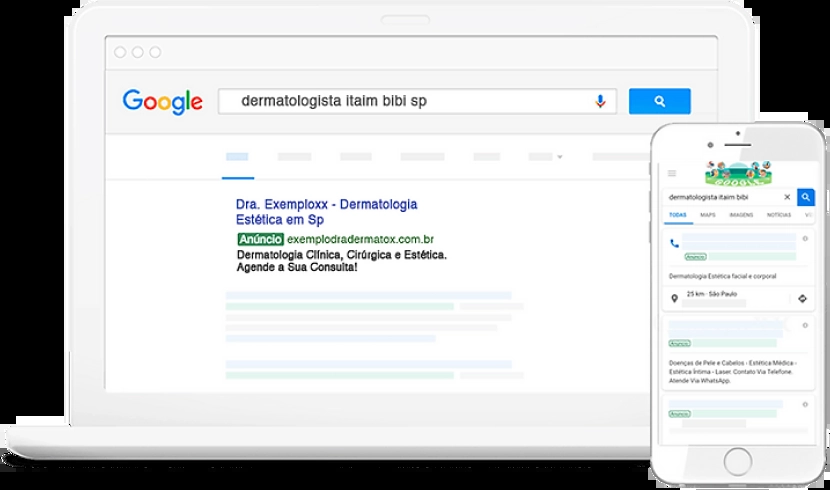 Google
dermatologista itaim bibi sp
Dra. Exemploxx - Dermatologia
Estética em Sp
Anúncio exemplodradermatox.com.br
Dermatologia Clínica, Cirúrgica e Estética.
Agende a Sua Consulta!
GOOGLE
dermatologista itaim bibi
TODAS MAPS IMAGENS NOTÍCIAS
Anúncio
Dermatologia Estética facial e corporal
25 km · São Paulo
Anúncio
Doenças de Pele e Cabelos - Estética Médica -
Estética Íntima - Laser. Contato Via Telefone.
Atende Via WhatsApp.
Anúncio